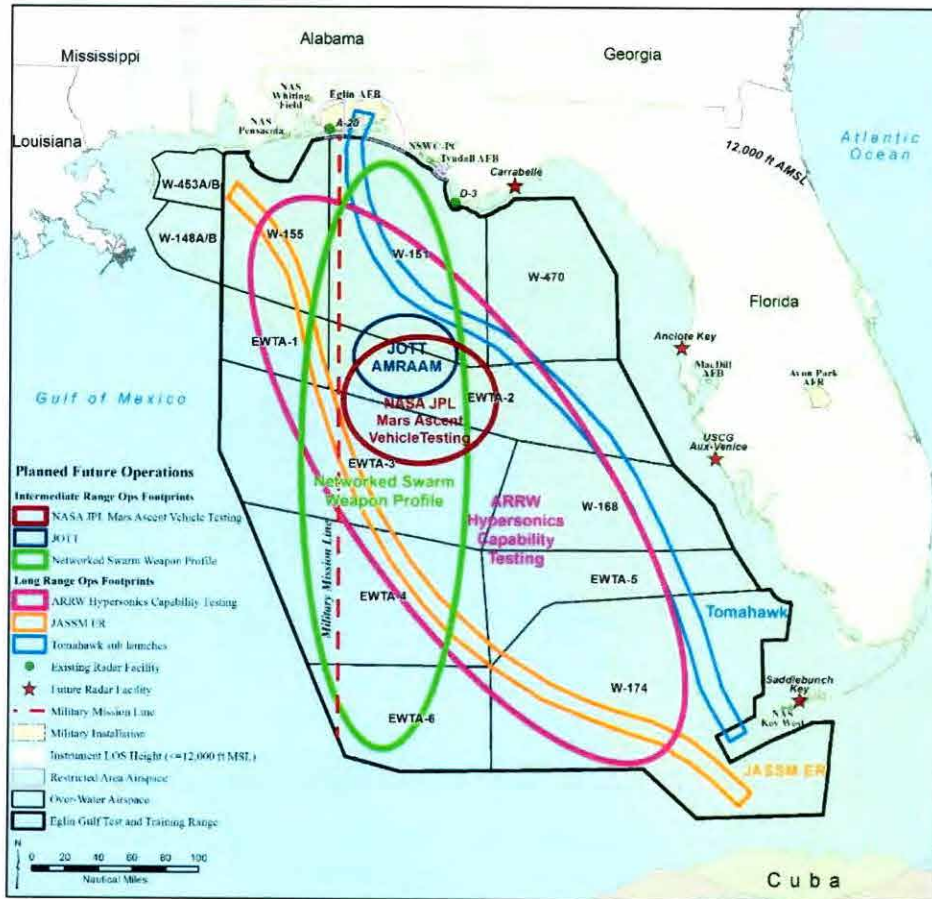 Mississippi
Alabama
Georgia
Louisiana
NAS
Whiting
Field
Eglin AFB
A-20
NAS
Pensacola
NSWC-PC
Tyndall AFB
Carrabelle
D-3
12,000 ft AMSL
Atlantic
Ocean
W-453A/B
W-148A/B
W-155
W-151
W-470
Florida
Anclote Key
MacDill
AFB
Avon Park
AFR
EWTA-1
JOTT
AMRAAM
EWTA-2
NASA JPL
Mars Ascent
Vehicle Testing
Gulf of Mexico
USCG
Aux-Venice
EWTA-3
Networked Swarm
Weapon Profile
ARRW
Hypersonics
Capability
Testing
W-168
Military Mission Line
EWTA-4
EWTA-5
Tomahawk
W-174
EWTA-6
Saddlebunch
Key
NAS
Key West
JASSM ER
Cuba
Planned Future Operations
Intermediate Range Ops Footprints
NASA JPL Mars Ascent Vehicle Testing
JOTT
Networked Swarm Weapon Profile
Long Range Ops Footprints
ARRW Hypersonics Capability Testing
JASSM ER
Tomahawk sub launches
Existing Radar Facility
Future Radar Facility
Military Mission Line
Military Installation
Instrument LOS Height (<=12,000 ft MSL)
Restricted Area Airspace
Over-Water Airspace
Eglin Gulf Test and Training Range
N
0 20 40 60 80 100
Nautical Miles